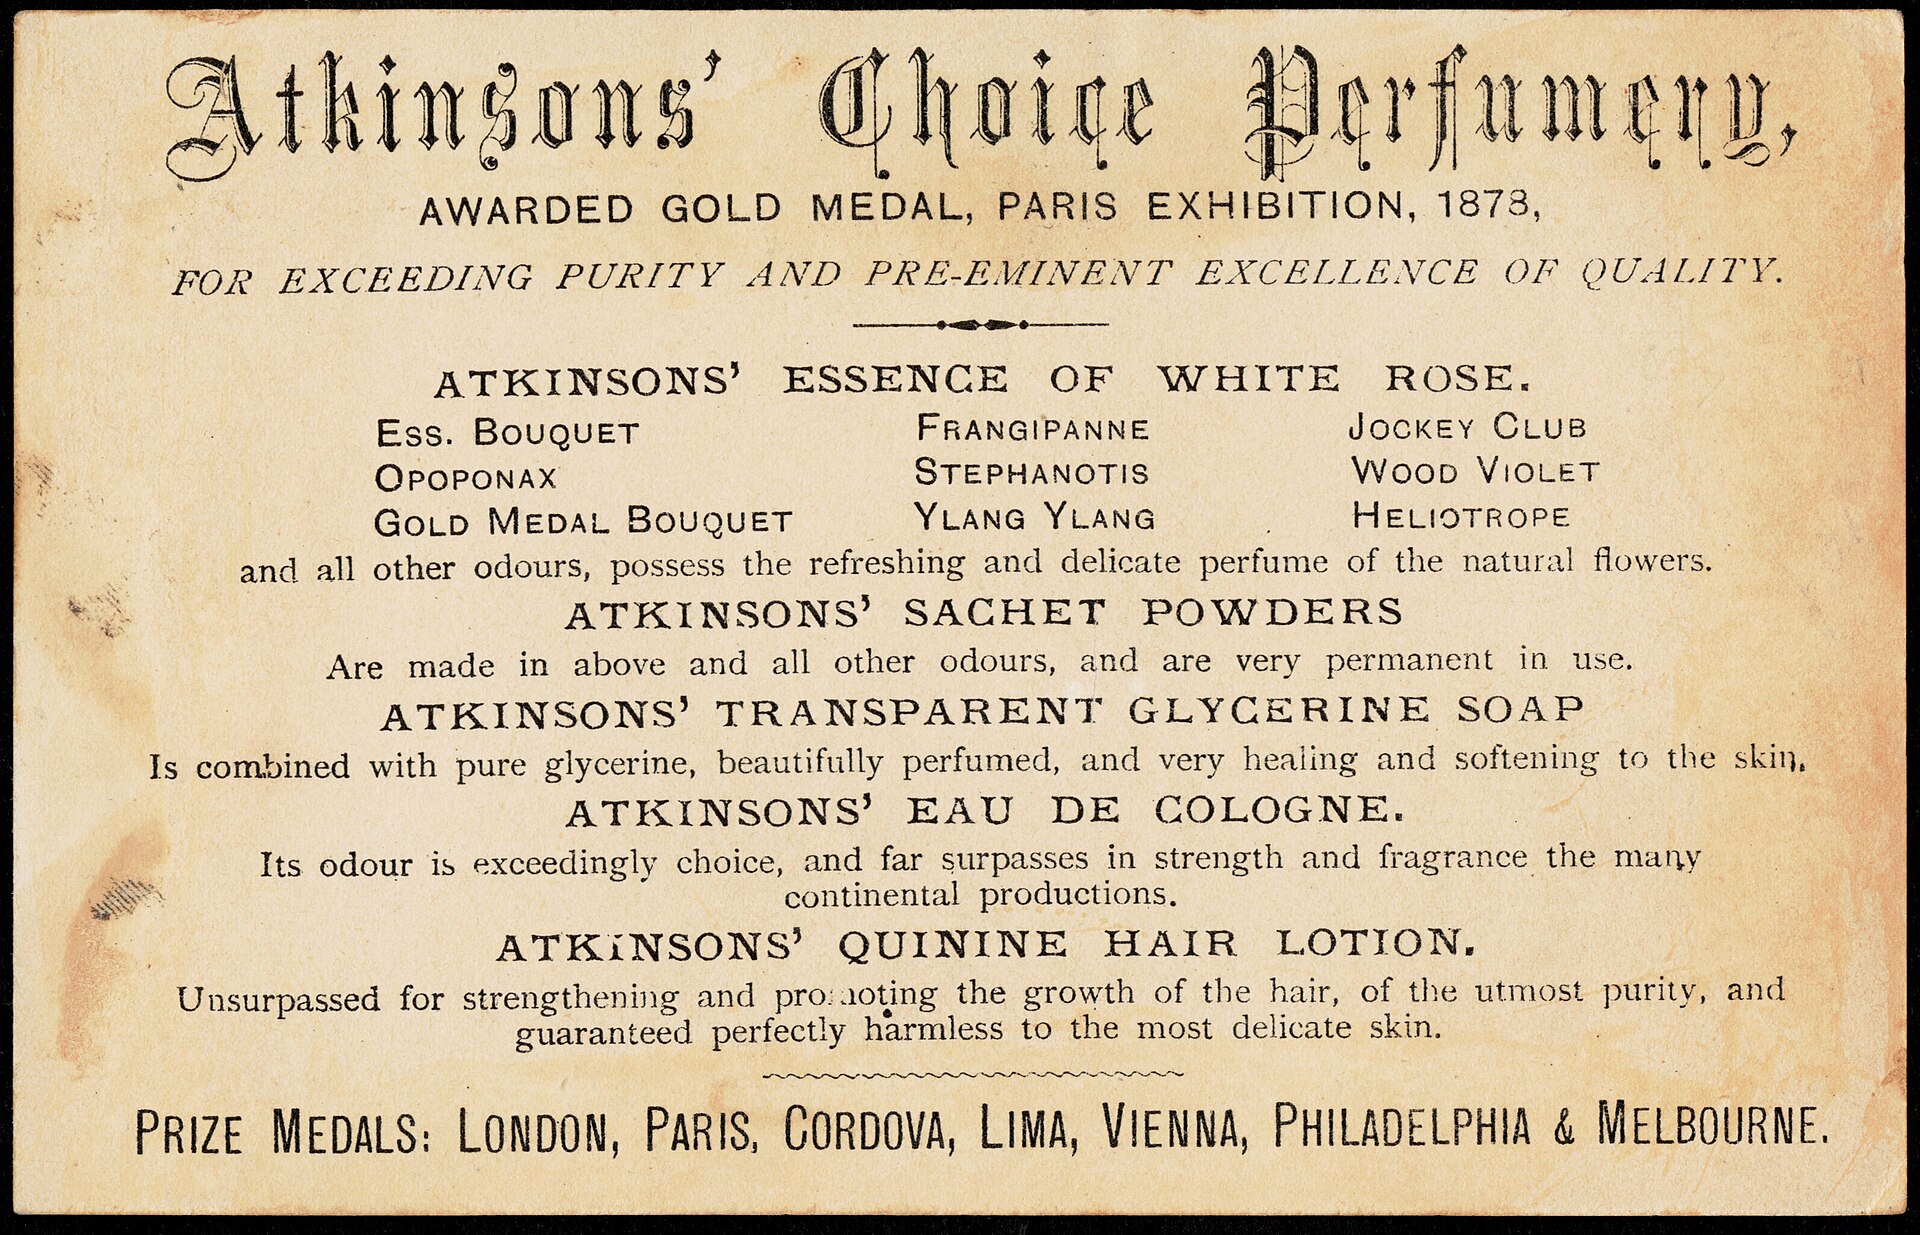 Atkinsons' Choice Perfumery,
AWARDED GOLD MEDAL, PARIS EXHIBITION, 1878,
FOR EXCEEDING PURITY AND PRE-EMINENT EXCELLENCE OF QUALITY.
ATKINSONS' ESSENCE OF WHITE ROSE.
ESS. BOUQUET FRANGIPANNE JOCKEY CLUB
OPOPONAX STEPHANOTIS WOOD VIOLET
GOLD MEDAL BOUQUET YLANG YLANG HELIOTROPE
and all other odours, possess the refreshing and delicate perfume of the natural flowers.
ATKINSONS' SACHET POWDERS
Are made in above and all other odours, and are very permanent in use.
ATKINSONS' TRANSPARENT GLYCERINE SOAP
Is combined with pure glycerine, beautifully perfumed, and very healing and softening to the skin.
ATKINSONS' EAU DE COLOGNE.
Its odour is exceedingly choice, and far surpasses in strength and fragrance the many
continental productions.
ATKINSONS' QUININE HAIR LOTION.
Unsurpassed for strengthening and promoting the growth of the hair, of the utmost purity, and
guaranteed perfectly harmless to the most delicate skin.
PRIZE MEDALS: LONDON, PARIS, CORDOVA, LIMA, VIENNA, PHILADELPHIA & MELBOURNE.